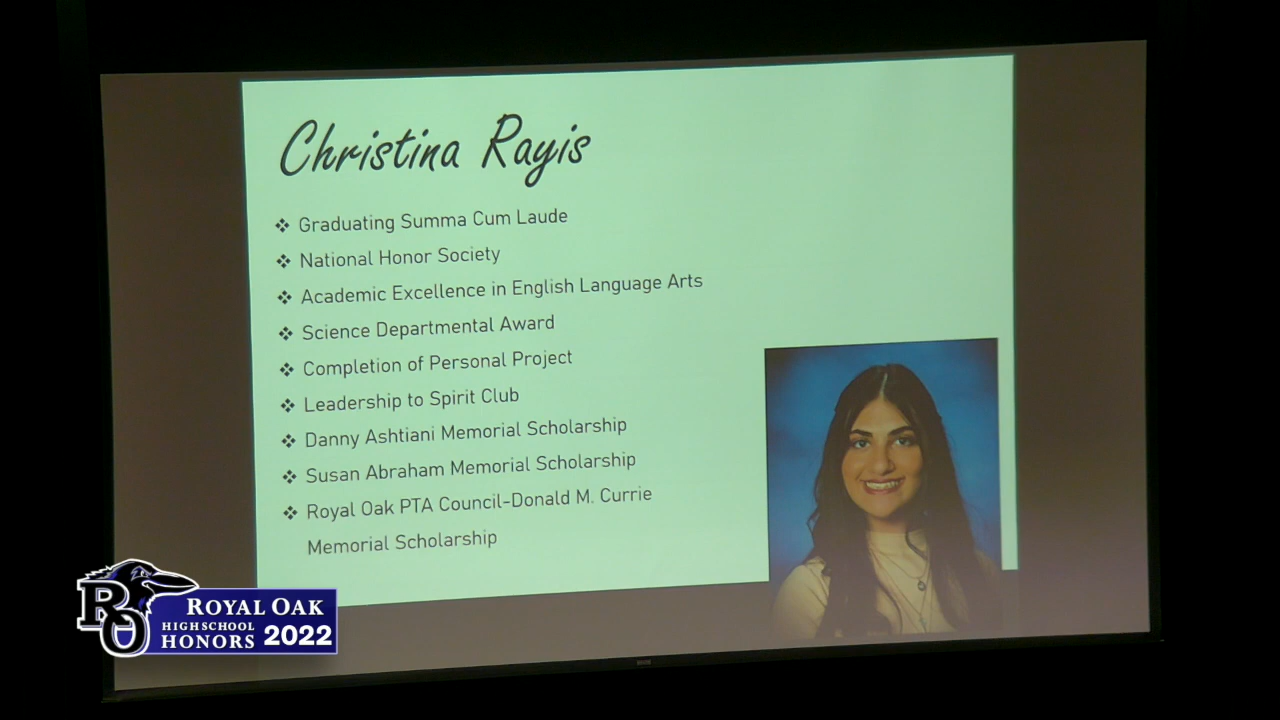 Christina Rayis
❖ Graduating Summa Cum Laude
❖ National Honor Society
❖ Academic Excellence in English Language Arts
❖ Science Departmental Award
❖ Completion of Personal Project
❖ Leadership to Spirit Club
❖ Danny Ashtiani Memorial Scholarship
❖ Susan Abraham Memorial Scholarship
❖ Royal Oak PTA Council-Donald M. Currie
Memorial Scholarship
RO
ROYAL OAK
HIGH SCHOOL
HONORS 2022